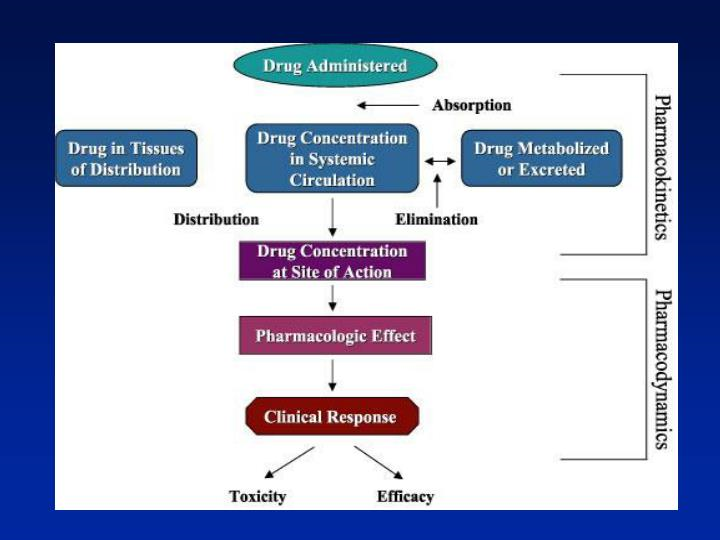 Drug Administered
Absorption
Drug in Tissues
of Distribution
Drug Concentration
in Systemic
Circulation
Drug Metabolized
or Excreted
Pharmacokinetics
Distribution
Elimination
Drug Concentration
at Site of Action
Pharmacologic Effect
Pharmacodynamics
Clinical Response
Toxicity
Efficacy